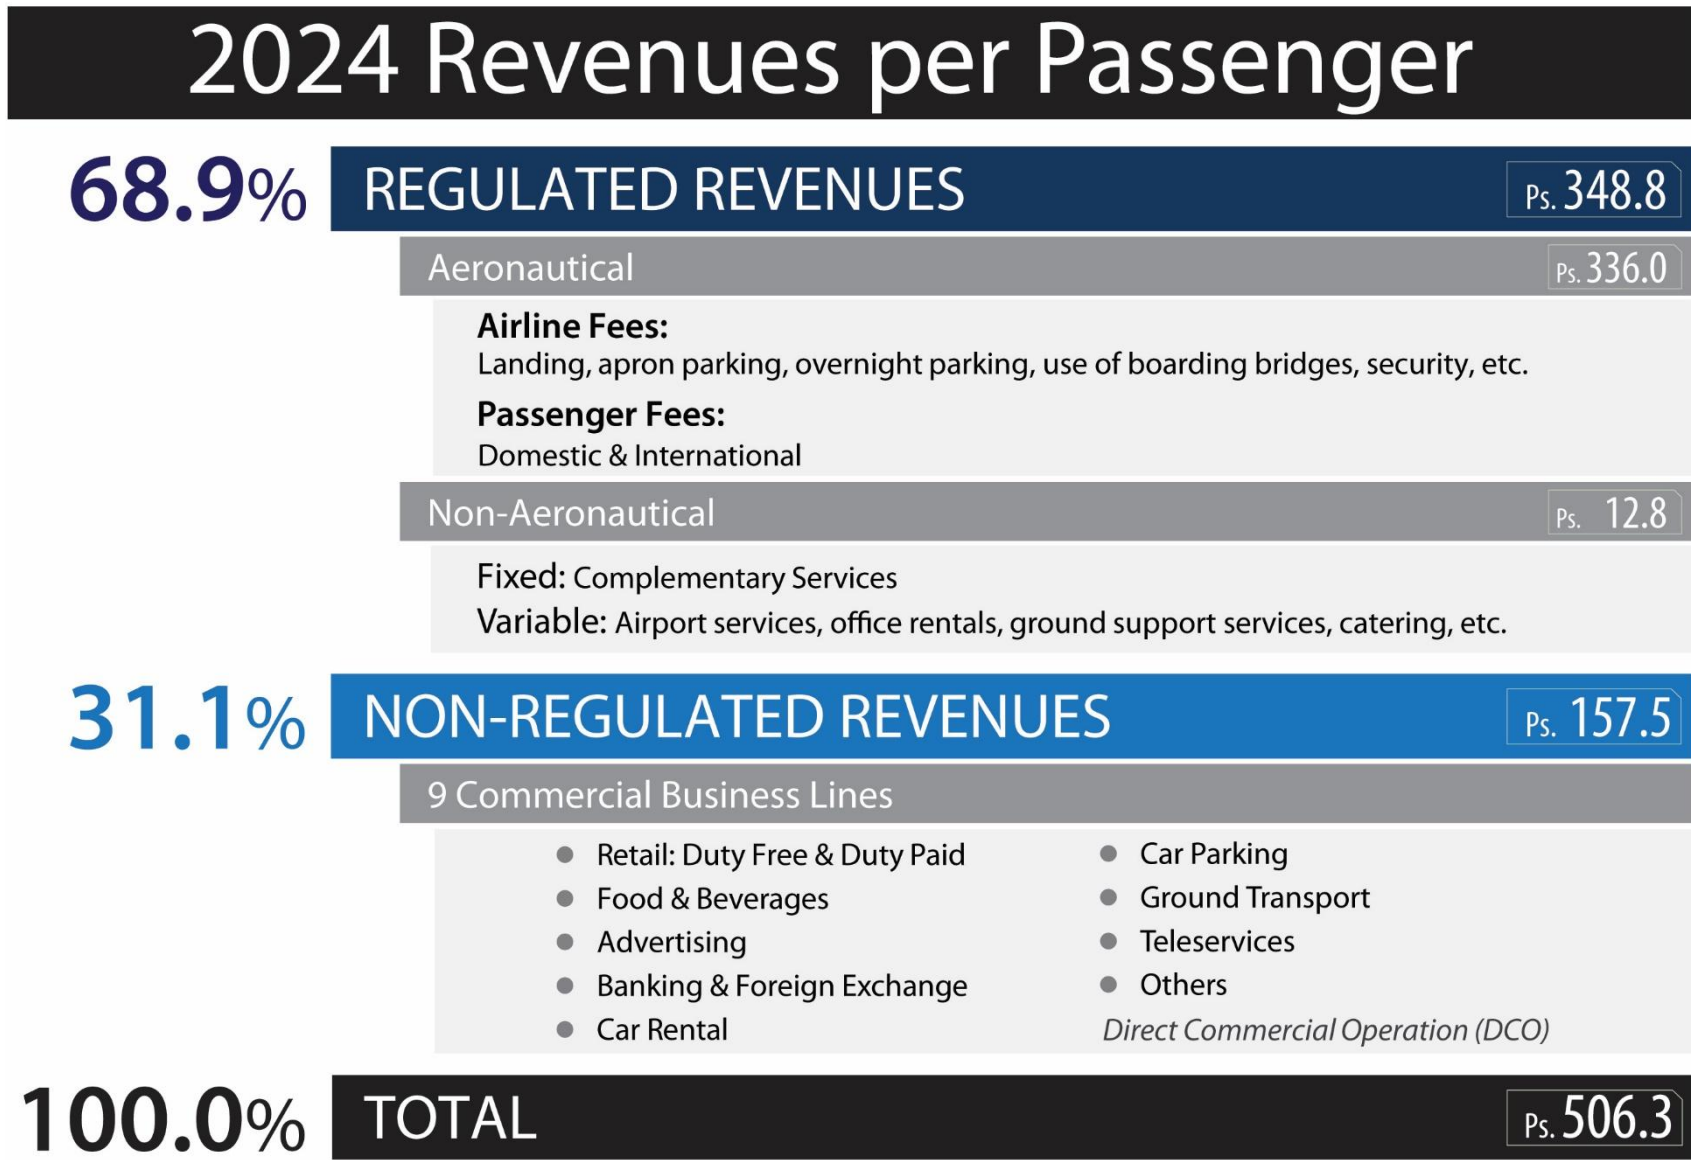 2024 Revenues per Passenger
68.9% REGULATED REVENUES Ps. 348.8
Aeronautical Ps. 336.0
Airline Fees:
Landing, apron parking, overnight parking, use of boarding bridges, security, etc.
Passenger Fees:
Domestic & International
Non-Aeronautical Ps. 12.8
Fixed: Complementary Services
Variable: Airport services, office rentals, ground support services, catering, etc.
31.1% NON-REGULATED REVENUES Ps. 157.5
9 Commercial Business Lines
Retail: Duty Free & Duty Paid
Food & Beverages
Advertising
Banking & Foreign Exchange
Car Rental
Car Parking
Ground Transport
Teleservices
Others
Direct Commercial Operation (DCO)
100.0% TOTAL Ps. 506.3